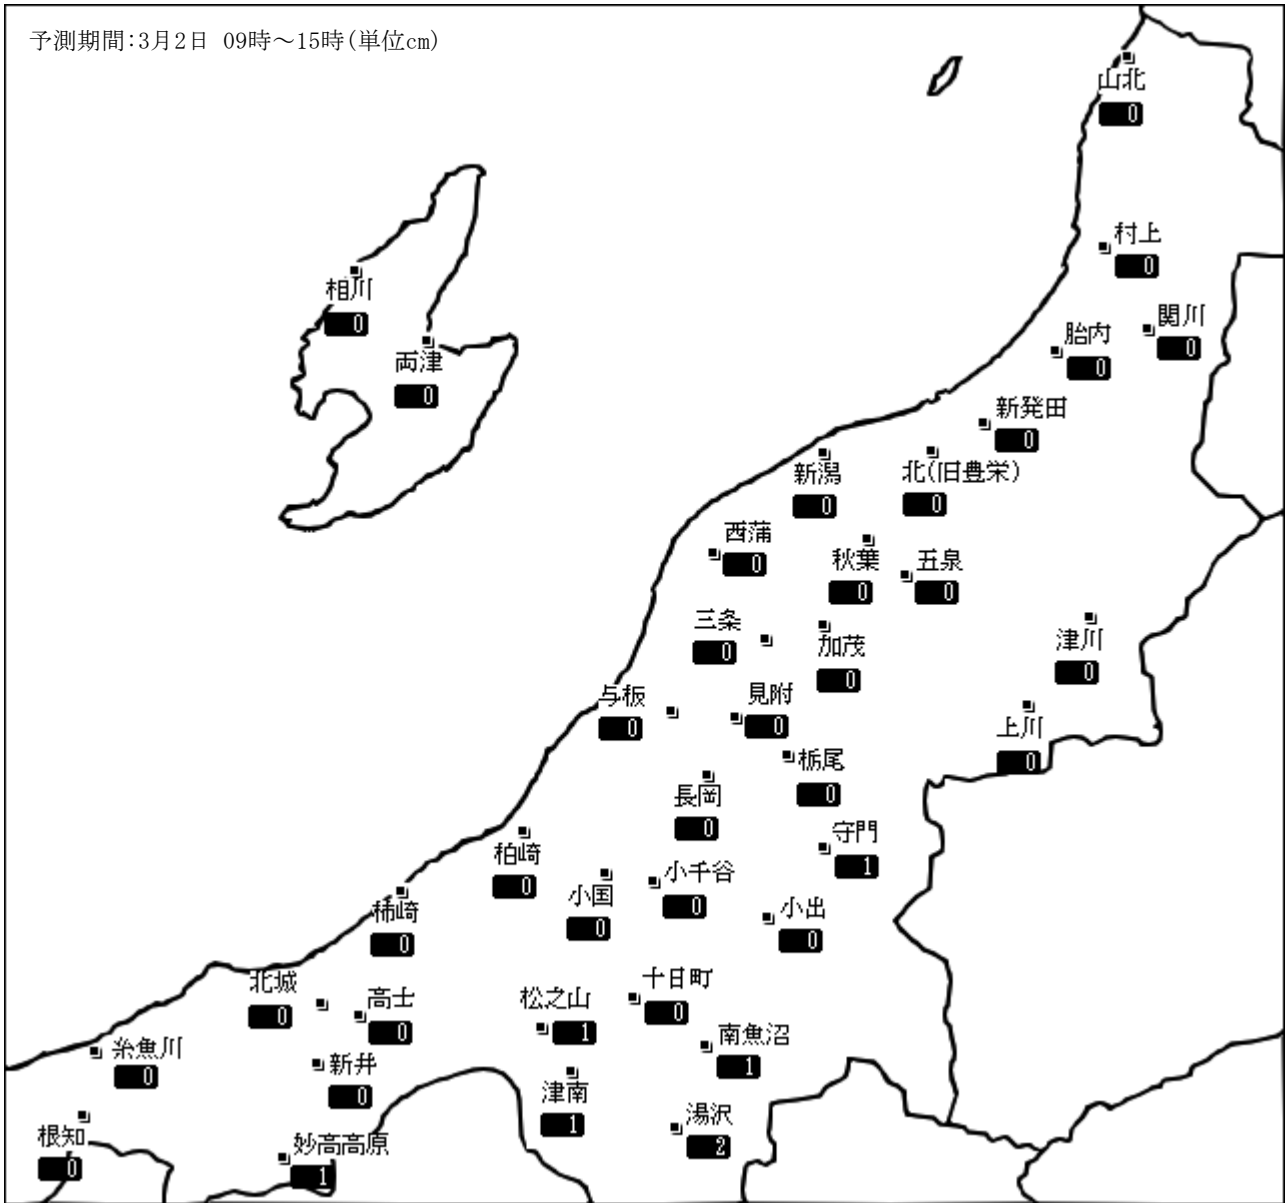 予測期間:3月2日 09時～15時(単位cm)
山北
0
村上
0
相川
0
関川
0
胎内
0
両津
0
新発田
0
新潟
0
北(旧豊栄)
0
西蒲
0
秋葉
0
五泉
0
三条
0
加茂
0
津川
0
与板
0
見附
0
上川
0
栃尾
0
長岡
0
守門
1
柏崎
0
小千谷
0
小国
0
小出
0
柿崎
0
北城
0
高士
0
松之山
1
十日町
0
南魚沼
1
糸魚川
0
新井
0
津南
1
湯沢
2
根知
0
妙高高原
1